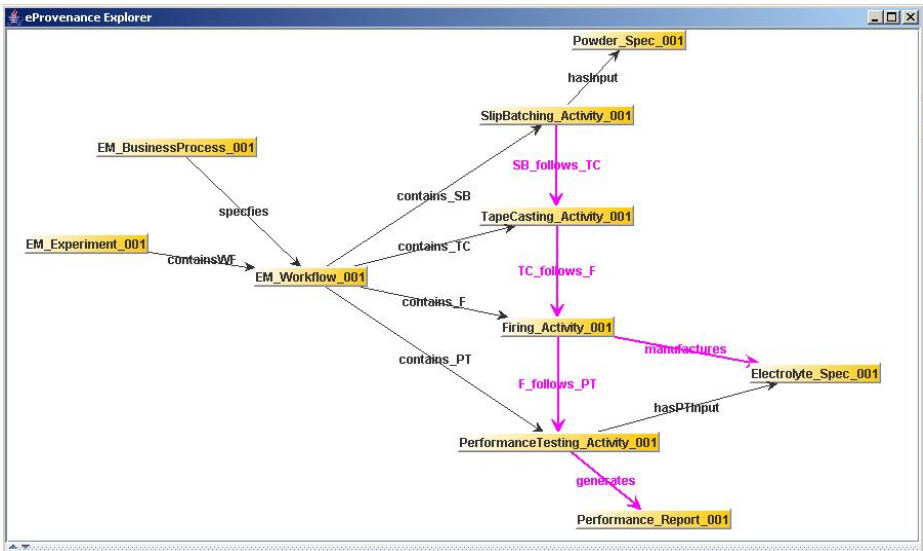 eProvenance Explorer
Powder_Spec_001
hasInput
SlipBatching_Activity_001
EM_BusinessProcess_001
SB_follows_TC
contains_SB
specfies
TapeCasting_Activity_001
EM_Experiment_001
contains_TC
containsWF
TC_follows_F
EM_Workflow_001
contains_F
Firing_Activity_001
manufactures
contains_PT
Electrolyte_Spec_001
F_follows_PT
hasPTInput
PerformanceTesting_Activity_001
generates
Performance_Report_001